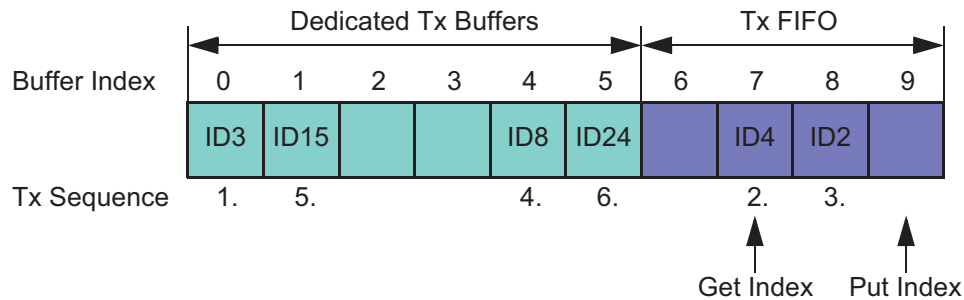 Dedicated Tx Buffers Tx FIFO
Buffer Index 0 1 2 3 4 5 6 7 8 9
ID3 ID15 ID8 ID24 ID4 ID2
Tx Sequence 1. 5. 4. 6. 2. 3.
Get Index Put Index